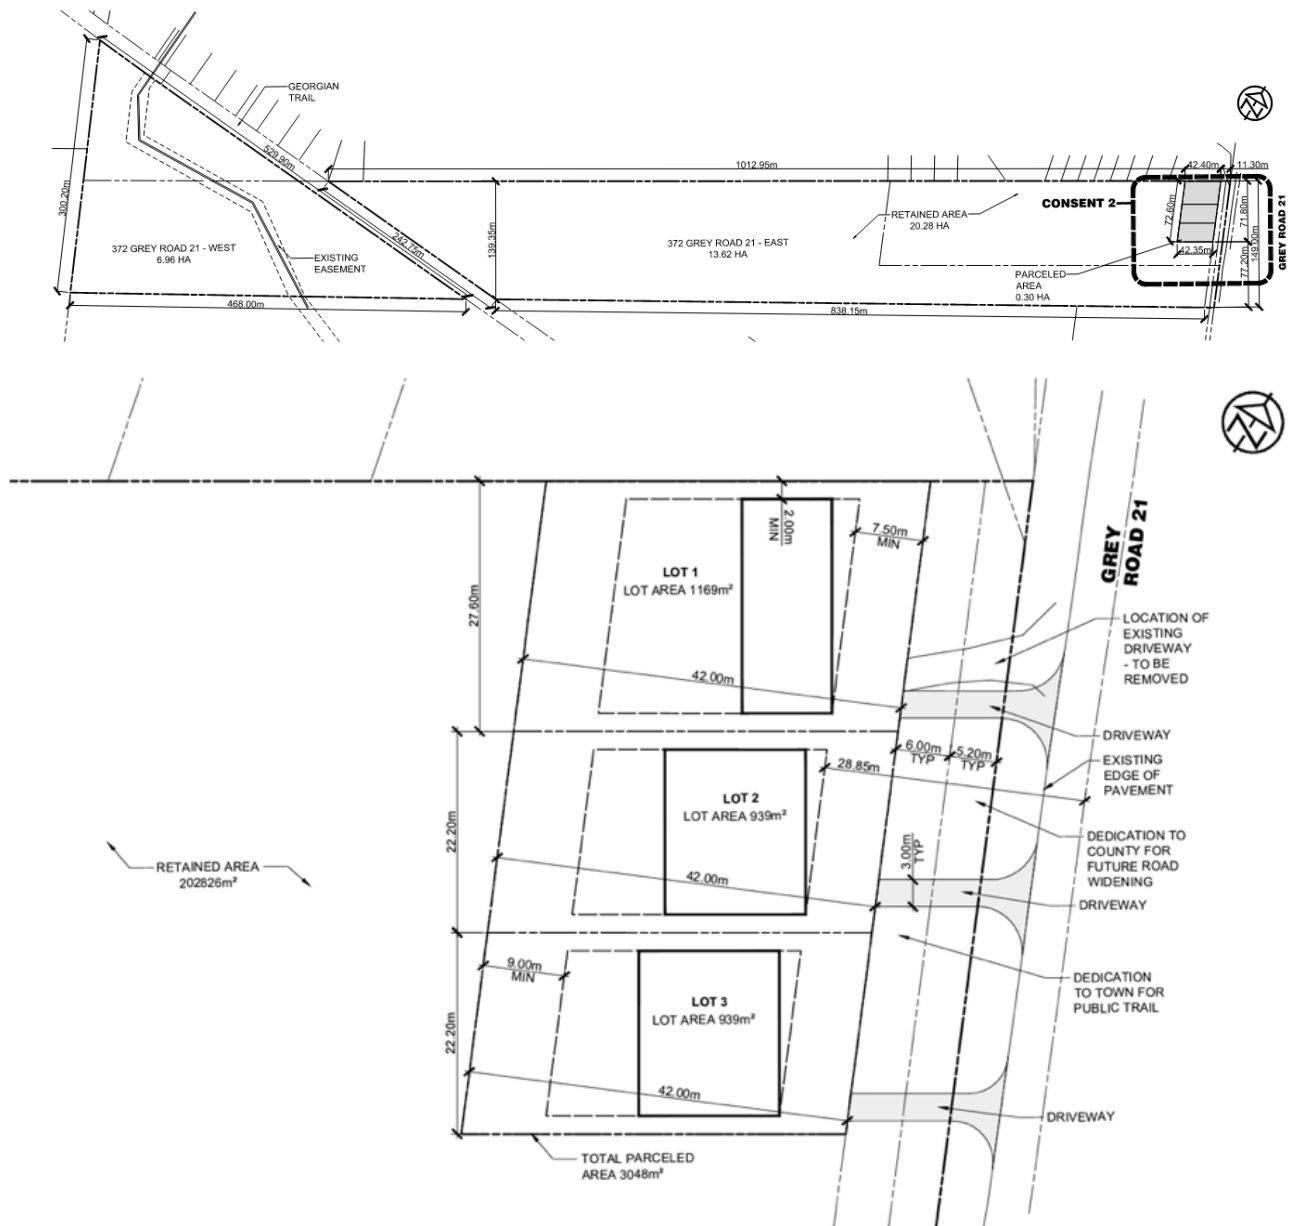 GEORGIAN
TRAIL
529.90m
1012.95m
42.40m
11.30m
300.20m
139.35m
CONSENT 2
72.60m
71.80m
149.00m
77.20m
GREY ROAD 21
RETAINED AREA
20.28 HA
372 GREY ROAD 21 - WEST
6.96 HA
242.75m
372 GREY ROAD 21 - EAST
13.62 HA
EXISTING
EASEMENT
42.35m
PARCELED
AREA
0.30 HA
468.00m
838.15m
2.00m
MIN
7.50m
MIN
GREY
ROAD 21
LOT 1
LOT AREA 1169m²
27.60m
LOCATION OF
EXISTING
DRIVEWAY
- TO BE
REMOVED
42.00m
DRIVEWAY
6.00m
TYP
5.20m
TYP
28.85m
EXISTING
EDGE OF
PAVEMENT
LOT 2
LOT AREA 939m²
22.20m
3.00m
TYP
DEDICATION TO
COUNTY FOR
FUTURE ROAD
WIDENING
RETAINED AREA
202826m²
42.00m
DRIVEWAY
9.00m
MIN
DEDICATION
TO TOWN FOR
PUBLIC TRAIL
LOT 3
LOT AREA 939m²
22.20m
42.00m
DRIVEWAY
TOTAL PARCELED
AREA 3048m²